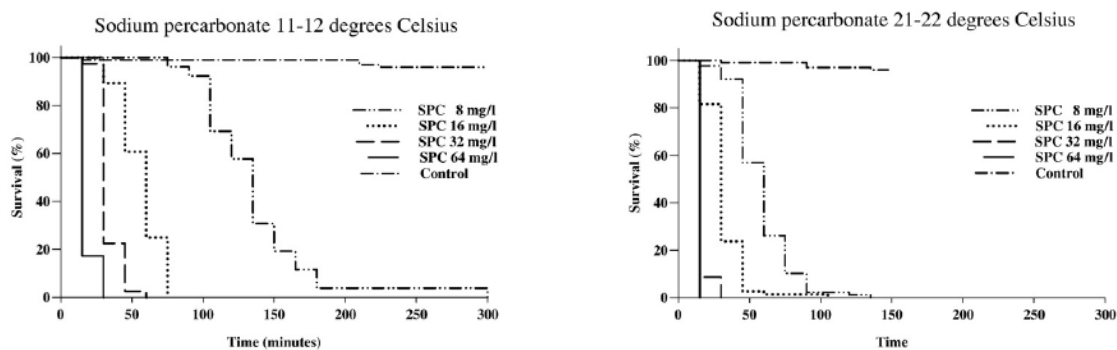 Sodium percarbonate 11-12 degrees Celsius
100
80
60
40
20
0
Survival (%)
SPC 8 mg/l
SPC 16 mg/l
SPC 32 mg/l
SPC 64 mg/l
Control
0 50 100 150 200 250 300
Time (minutes)
Sodium percarbonate 21-22 degrees Celsius
100
80
60
40
20
0
Survival (%)
SPC 8 mg/l
SPC 16 mg/l
SPC 32 mg/l
SPC 64 mg/l
Control
0 50 100 150 200 250 300
Time